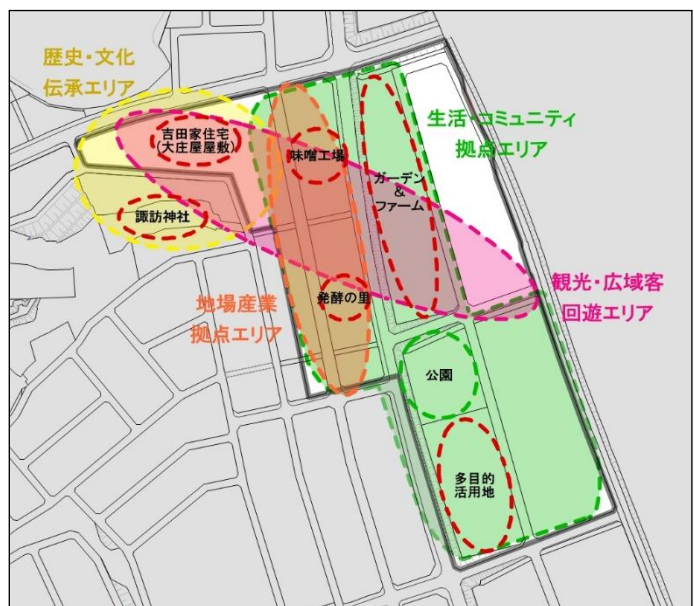 歴史・文化
伝承エリア
吉田家住宅
(大庄屋屋敷)
諏訪神社
味噌工場
生活・コミュニティ
拠点エリア
ガーデン
&
ファーム
発酵の里
地場産業
拠点エリア
観光・広域客
回遊エリア
公園
多目的
活用地